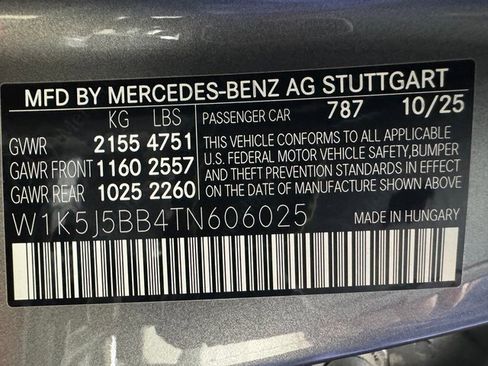 MFD BY MERCEDES-BENZ AG STUTTGART
KG LBS PASSENGER CAR 787 10/25
GVWR 2155 4751
GAWR FRONT 1160 2557
GAWR REAR 1025 2260
THIS VEHICLE CONFORMS TO ALL APPLICABLE
U.S. FEDERAL MOTOR VEHICLE SAFETY, BUMPER
AND THEFT PREVENTION STANDARDS IN EFFECT
ON THE DATE OF MANUFACTURE SHOWN ABOVE.
W1K5J5BB4TN606025 MADE IN HUNGARY